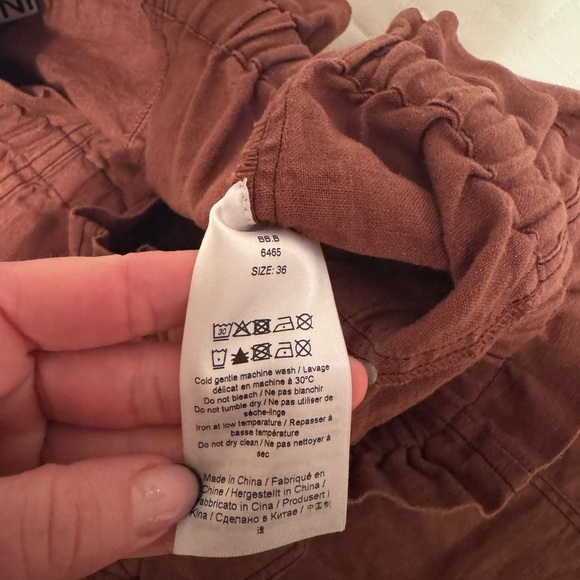 BB.B
6465
SIZE: 36
30
Cold gentle machine wash / Lavage
délicat en machine à 30°C
Do not bleach / Ne pas blanchir
Do not tumble dry / Ne pas utiliser de
sèche-linge
Iron at low temperature / Repasser à
basse température
Do not dry clean / Ne pas nettoyer à
sec
Made in China / Fabriqué en
Chine / Hergestellt in China /
Fabbricato in Cina / Produsert i
Kina / Сделано в Китае / 中国制
造